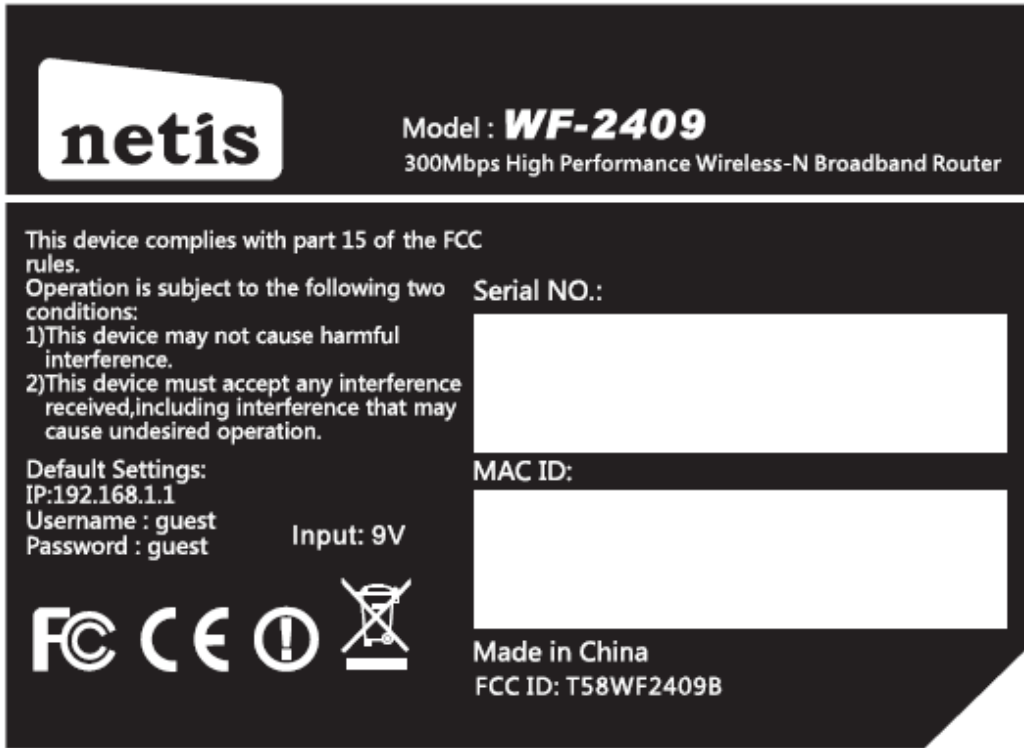 netis
Model : WF-2409
300Mbps High Performance Wireless-N Broadband Router
This device complies with part 15 of the FCC
rules.
Operation is subject to the following two
conditions:
1)This device may not cause harmful
interference.
2)This device must accept any interference
received,including interference that may
cause undesired operation.
Default Settings:
IP:192.168.1.1
Username : guest
Password : guest
Input: 9V
FC CE
Serial NO.:
MAC ID:
Made in China
FCC ID: T58WF2409B